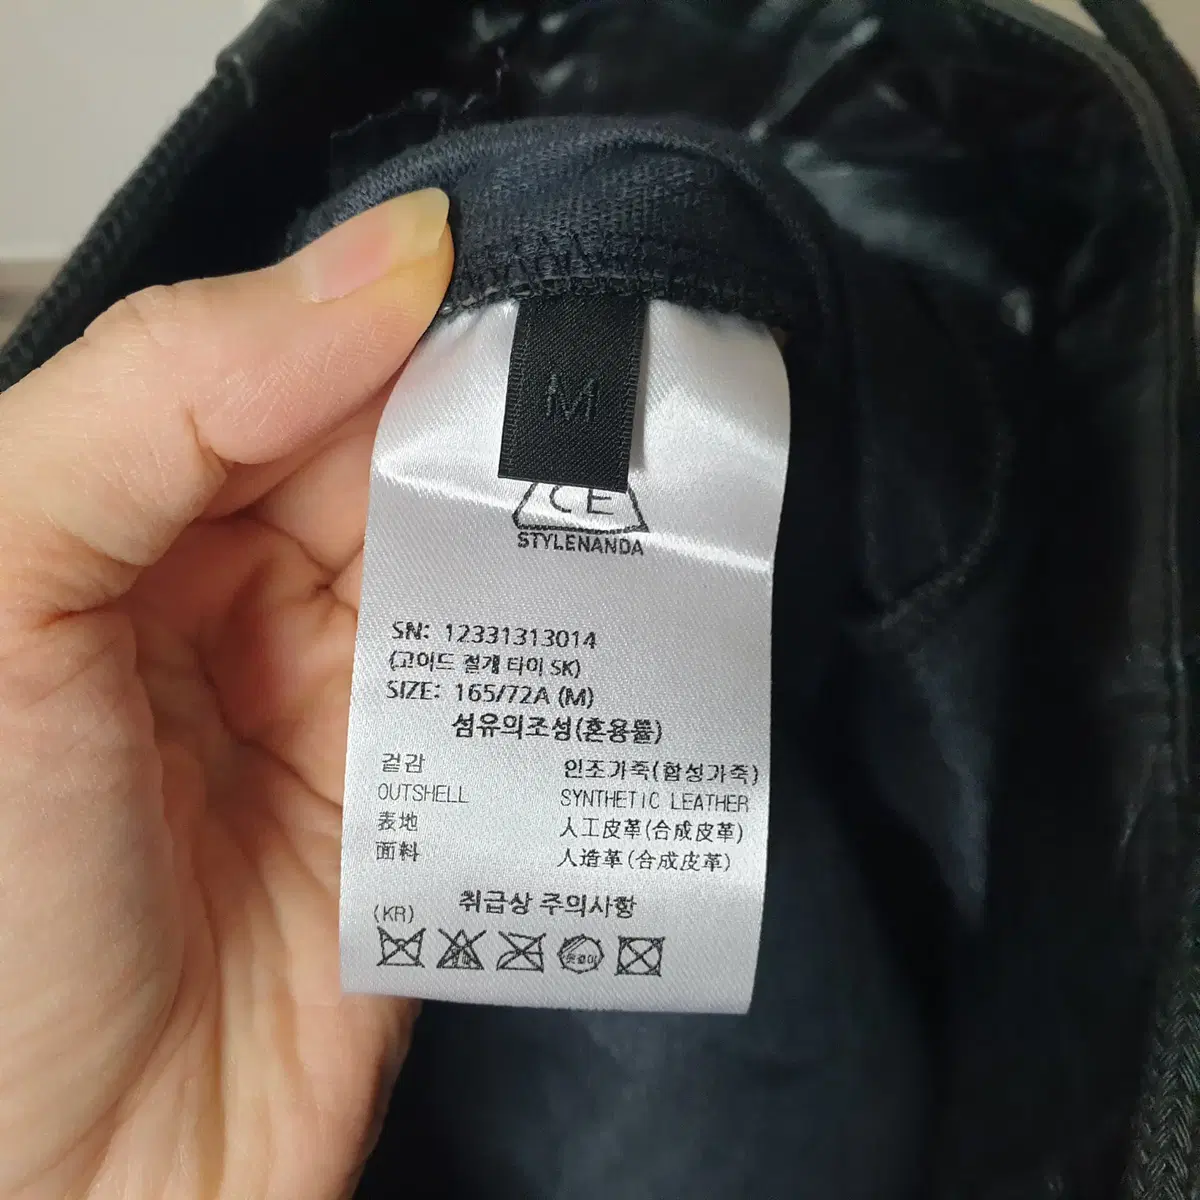 M
CE
STYLENANDA
SN: 12331313014
(고이드 절개 타이 SK)
SIZE: 165/72A (M)
섬유의조성(혼용률)
겉감 인조가죽(합성가죽)
OUTSHELL SYNTHETIC LEATHER
表地 人工皮革(合成皮革)
面料 人造革(合成皮革)
취급상 주의사항
(KR)